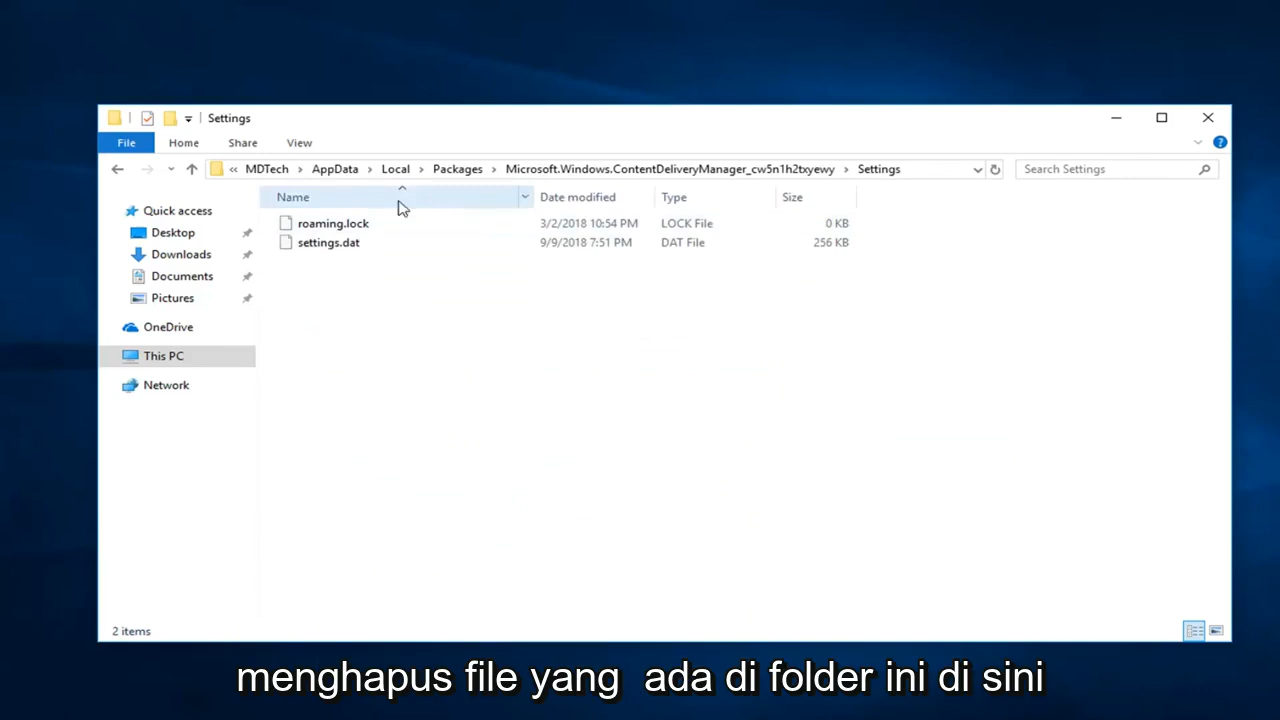 Settings
File Home Share View
« MDTech > AppData > Local > Packages > Microsoft.Windows.ContentDeliveryManager_cw5n1h2txyewy > Settings
Search Settings
Name Date modified Type Size
roaming.lock 3/2/2018 10:54 PM LOCK File 0 KB
settings.dat 9/9/2018 7:51 PM DAT File 256 KB
Quick access
Desktop
Downloads
Documents
Pictures
OneDrive
This PC
Network
2 items
menghapus file yang ada di folder ini di sini